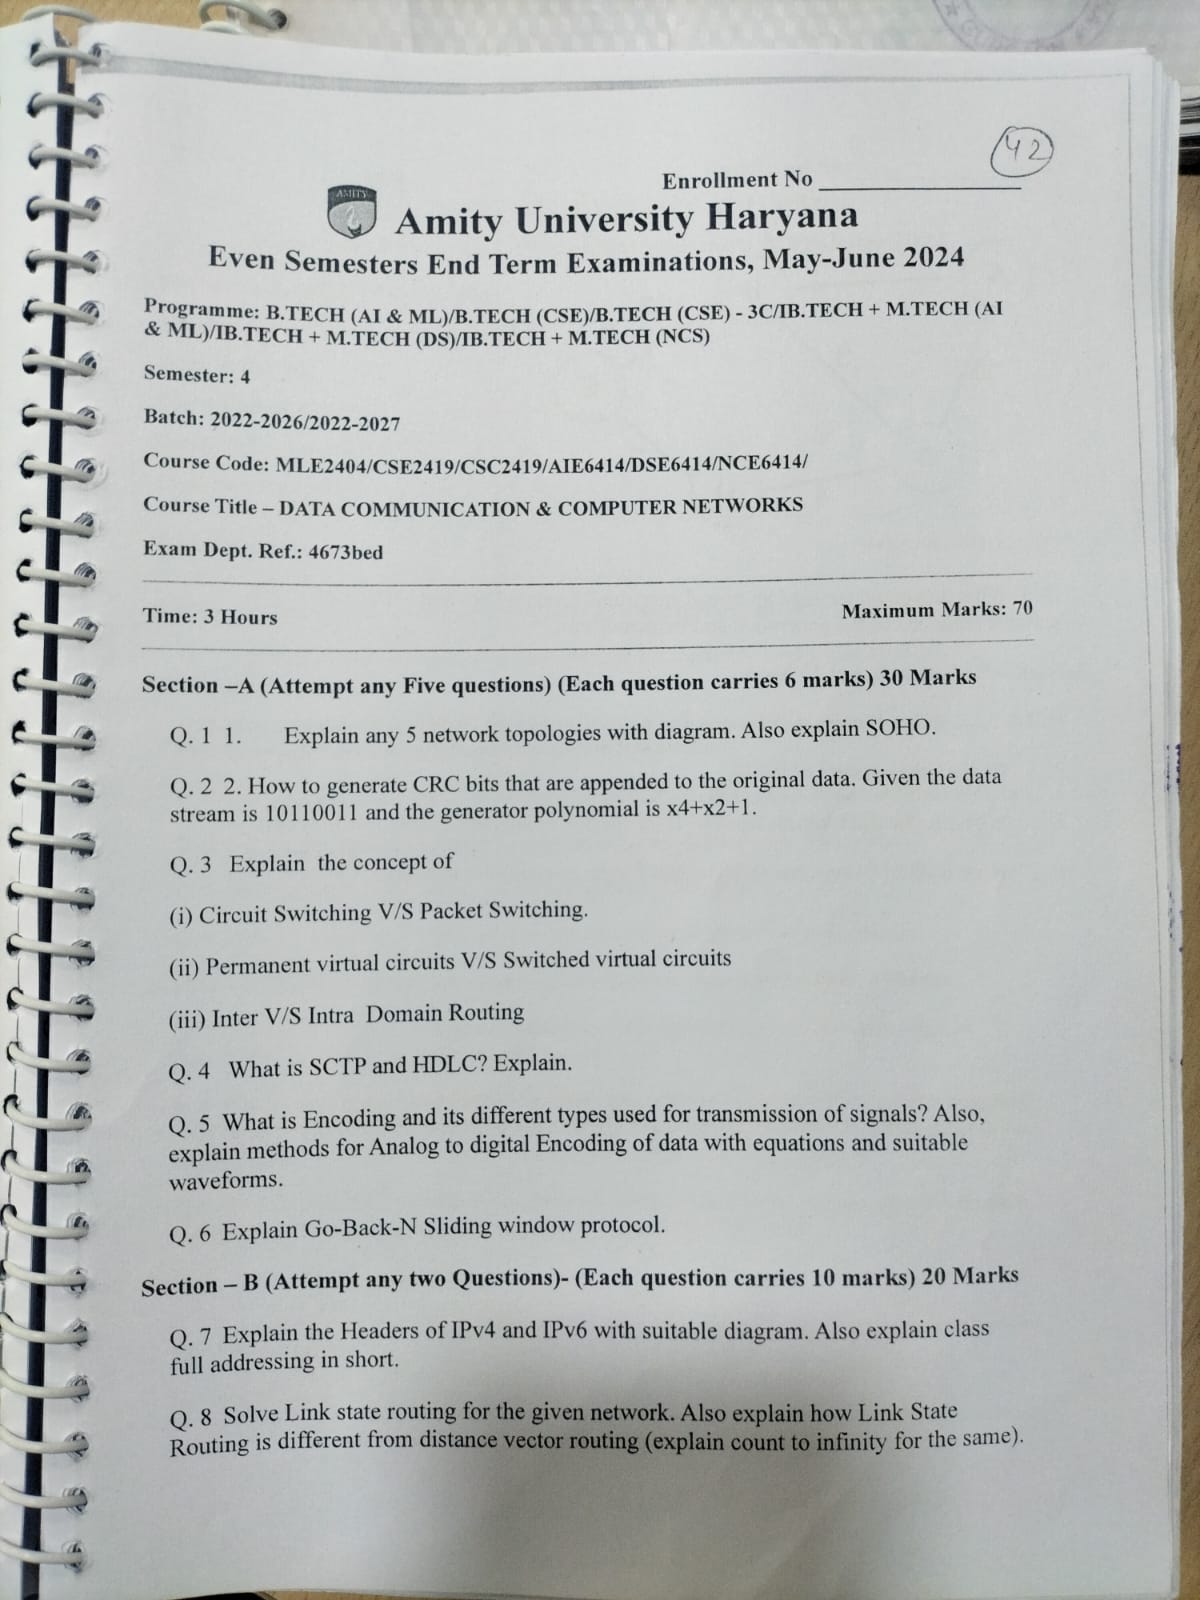 42
Enrollment No
AMITY
Amity University Haryana
Even Semesters End Term Examinations, May-June 2024
Programme: B.TECH (AI & ML)/B.TECH (CSE)/B.TECH (CSE) - 3C/IB.TECH + M.TECH (AI
& ML)/IB.TECH + M.TECH (DS)/IB.TECH + M.TECH (NCS)
Semester: 4
Batch: 2022-2026/2022-2027
Course Code: MLE2404/CSE2419/CSC2419/AIE6414/DSE6414/NCE6414/
Course Title – DATA COMMUNICATION & COMPUTER NETWORKS
Exam Dept. Ref.: 4673bed
Time: 3 Hours Maximum Marks: 70
Section –A (Attempt any Five questions) (Each question carries 6 marks) 30 Marks
Q. 1 1. Explain any 5 network topologies with diagram. Also explain SOHO.
Q. 2 2. How to generate CRC bits that are appended to the original data. Given the data
stream is 10110011 and the generator polynomial is x4+x2+1.
Q. 3 Explain the concept of
(i) Circuit Switching V/S Packet Switching.
(ii) Permanent virtual circuits V/S Switched virtual circuits
(iii) Inter V/S Intra Domain Routing
Q. 4 What is SCTP and HDLC? Explain.
Q. 5 What is Encoding and its different types used for transmission of signals? Also,
explain methods for Analog to digital Encoding of data with equations and suitable
waveforms.
Q. 6 Explain Go-Back-N Sliding window protocol.
Section – B (Attempt any two Questions)- (Each question carries 10 marks) 20 Marks
Q. 7 Explain the Headers of IPv4 and IPv6 with suitable diagram. Also explain class
full addressing in short.
Q. 8 Solve Link state routing for the given network. Also explain how Link State
Routing is different from distance vector routing (explain count to infinity for the same).